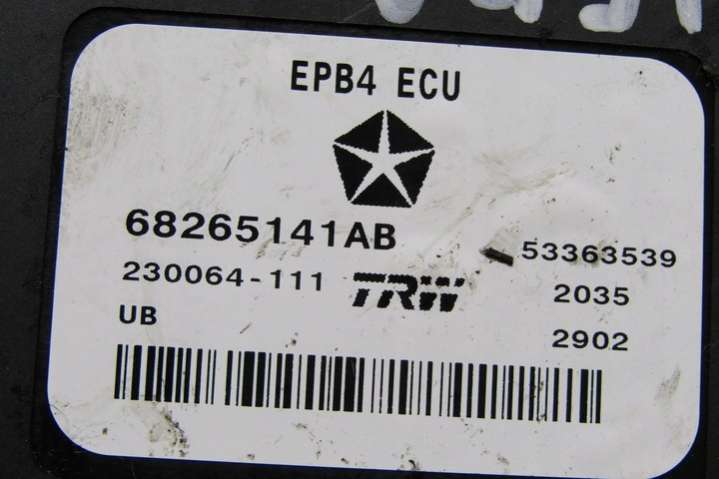 EPB4 ECU
68265141AB
53363539
230064-111 TRW
2035
UB
2902